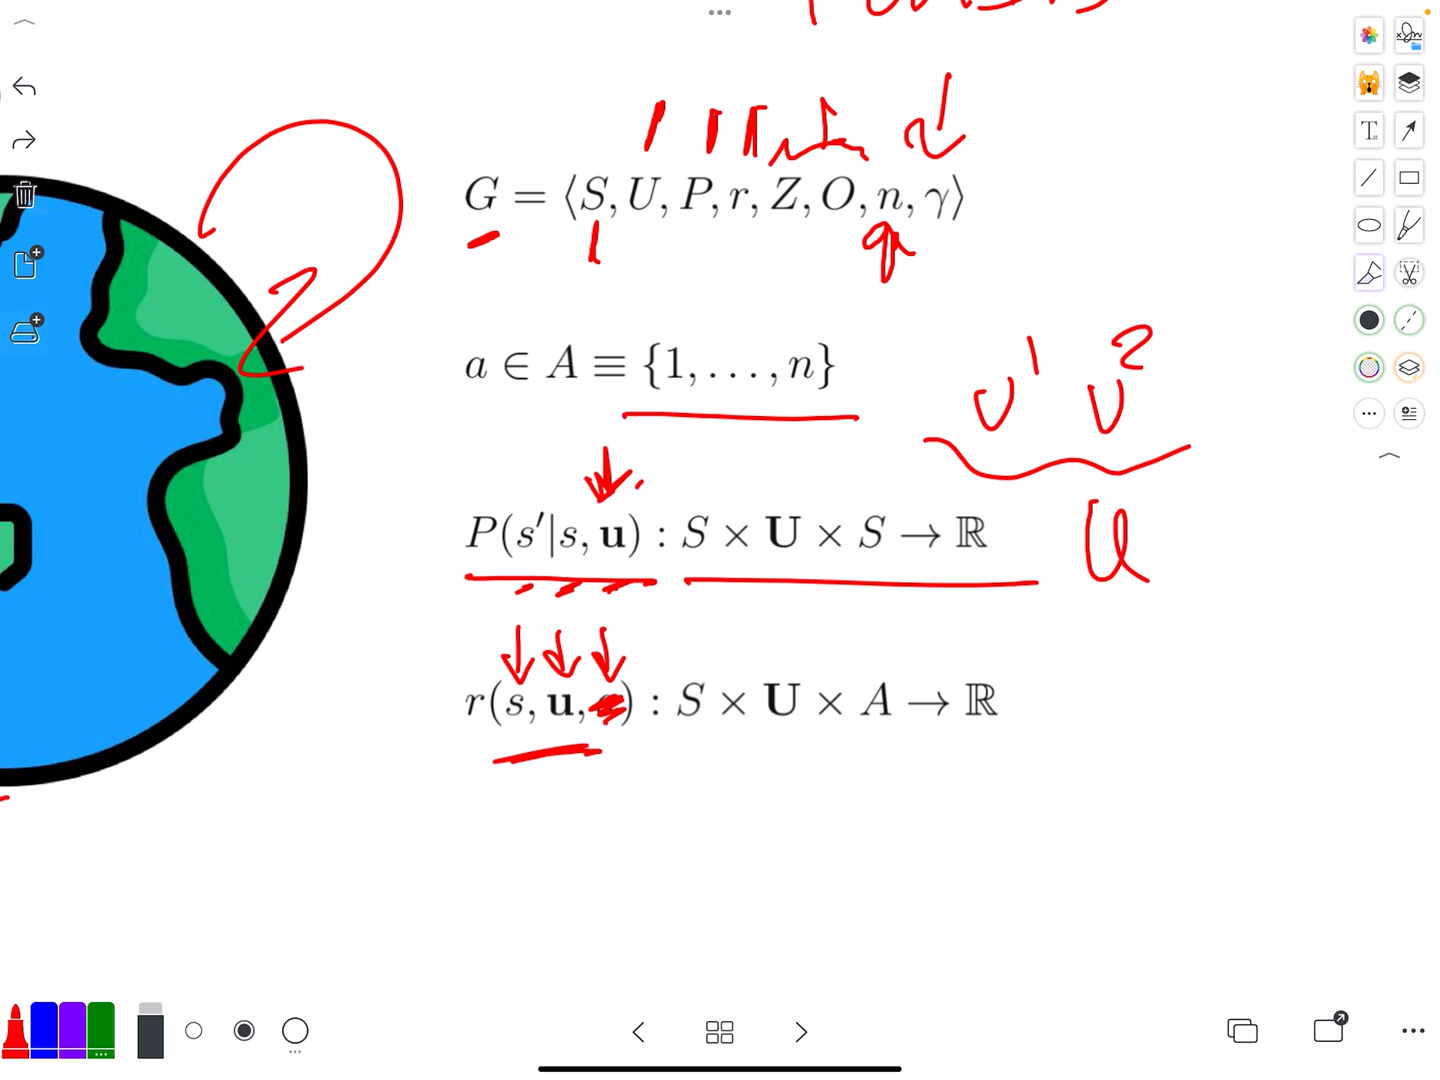 G = ⟨S, U, P, r, Z, O, n, γ⟩
a ∈ A ≡ {1, . . . , n}
U¹ U²
P(s′|s, **u**) : S × **U** × S → ℝ
U
r(s, **u**, ) : S × **U** × A → ℝ